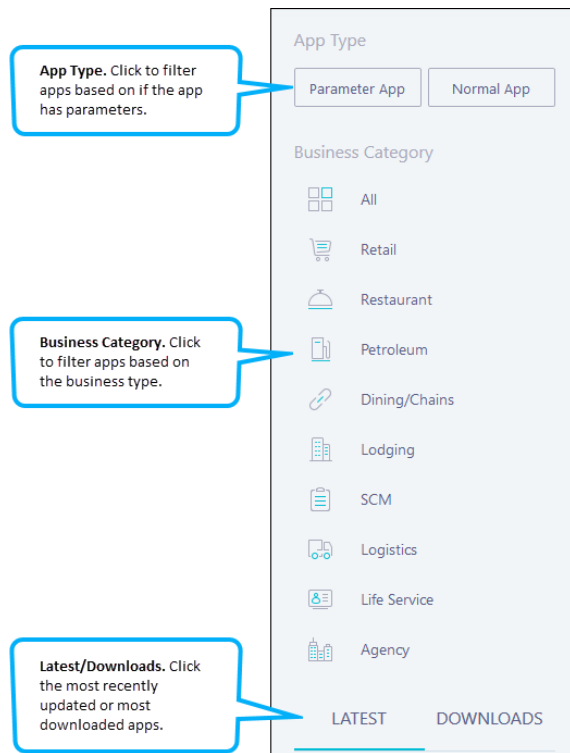 App Type
App Type. Click to filter
apps based on if the app
has parameters.
Parameter App
Normal App
Business Category
All
Retail
Restaurant
Business Category. Click
to filter apps based on
the business type.
Petroleum
Dining/Chains
Lodging
SCM
Logistics
Life Service
Agency
Latest/Downloads. Click
the most recently
updated or most
downloaded apps.
LATEST
DOWNLOADS